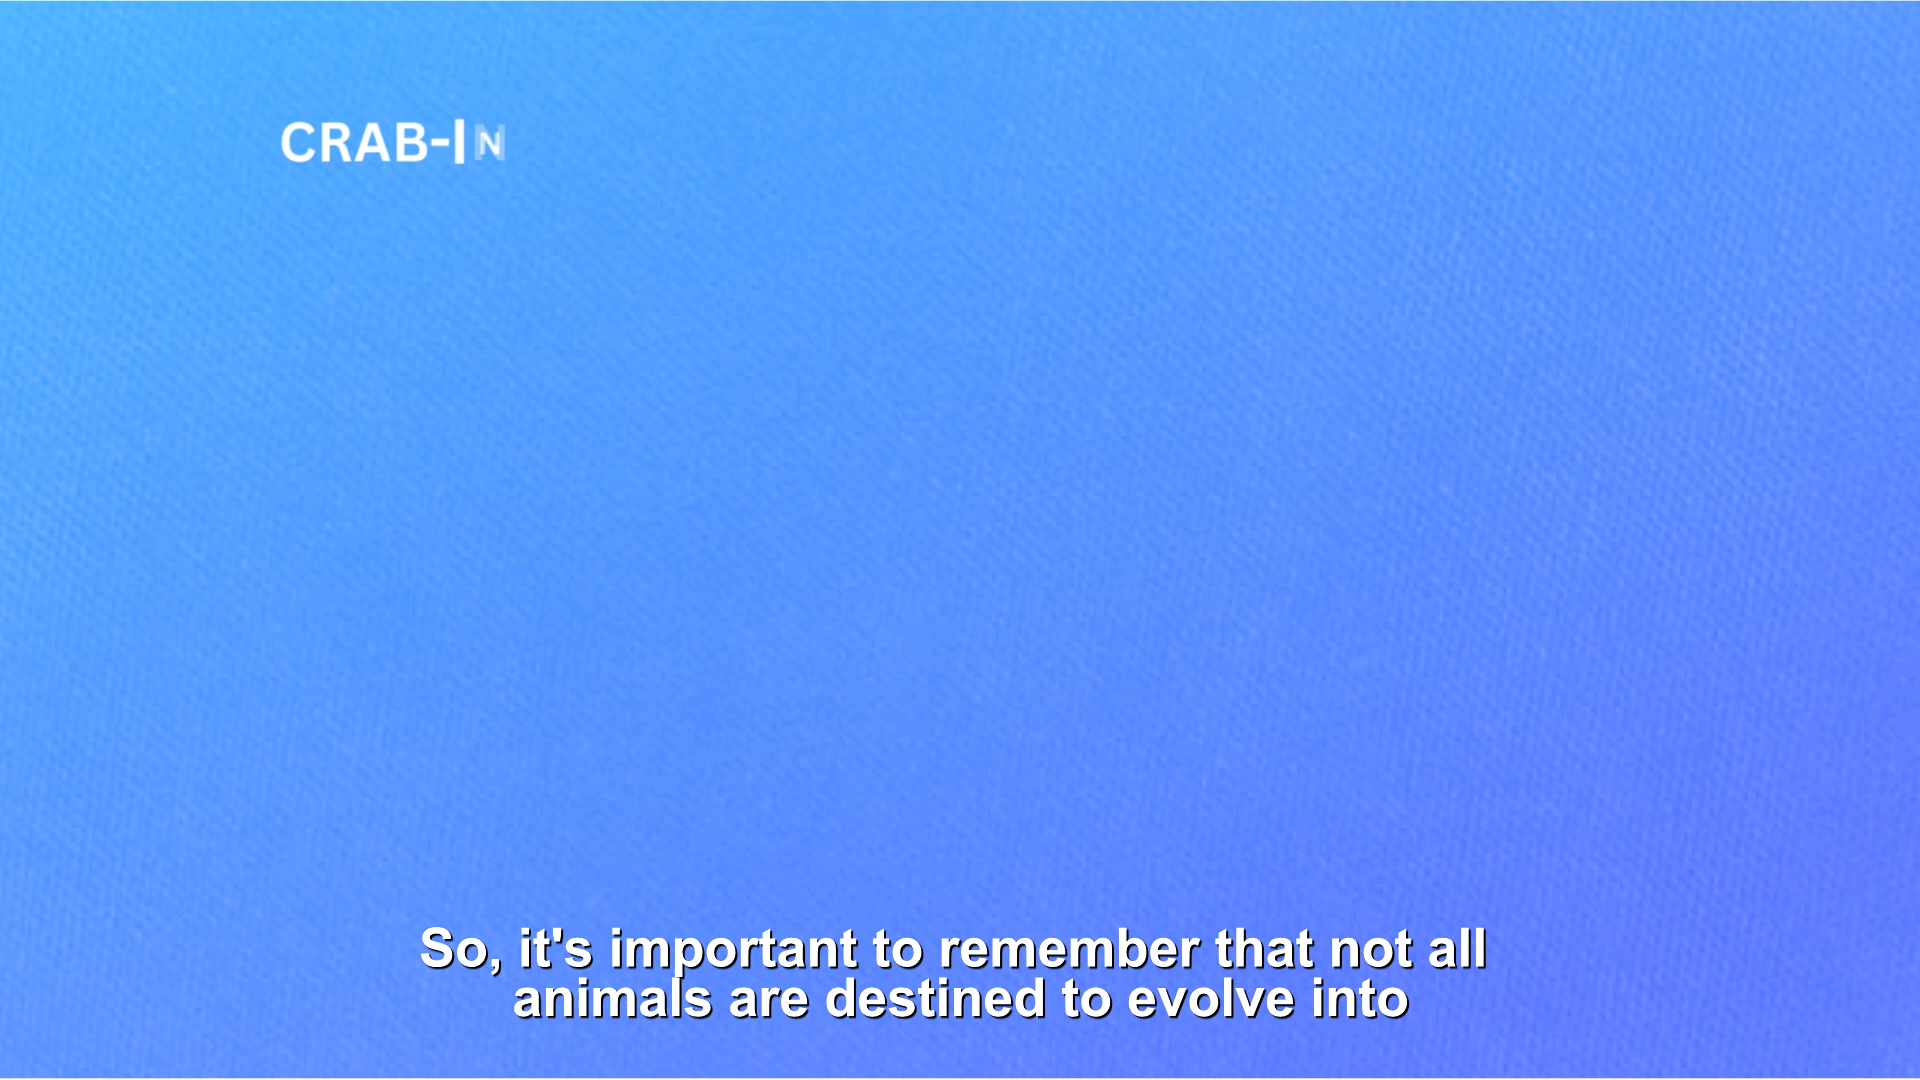 CRAB-IN
So, it's important to remember that not all
animals are destined to evolve into